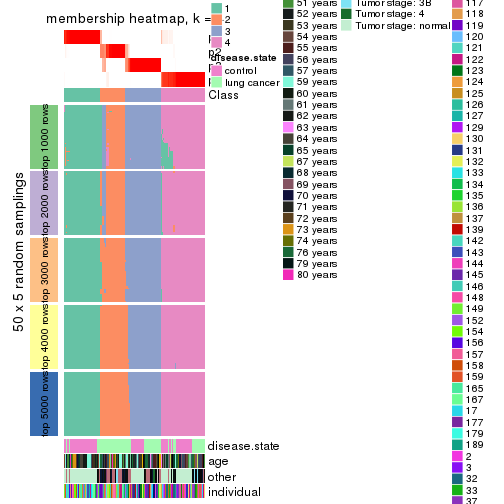 membership heatmap, k =
1
2
3
4
p2
disease.state
control
lung cancer
Class
50 x 5 random samplings
top 1000 rows
top 2000 rows
top 3000 rows
top 4000 rows
top 5000 rows
disease.state
age
other
individual
51 years
52 years
53 years
54 years
55 years
56 years
57 years
59 years
60 years
61 years
62 years
63 years
64 years
65 years
67 years
68 years
69 years
70 years
71 years
72 years
73 years
74 years
76 years
79 years
80 years
Tumor stage: 3B
Tumor stage: 4
Tumor stage: normal
117
118
119
120
121
122
123
124
125
126
127
129
130
131
132
133
134
135
136
137
139
142
143
144
145
146
148
149
152
154
156
157
158
159
165
167
17
177
179
189
2
3
32
33
37